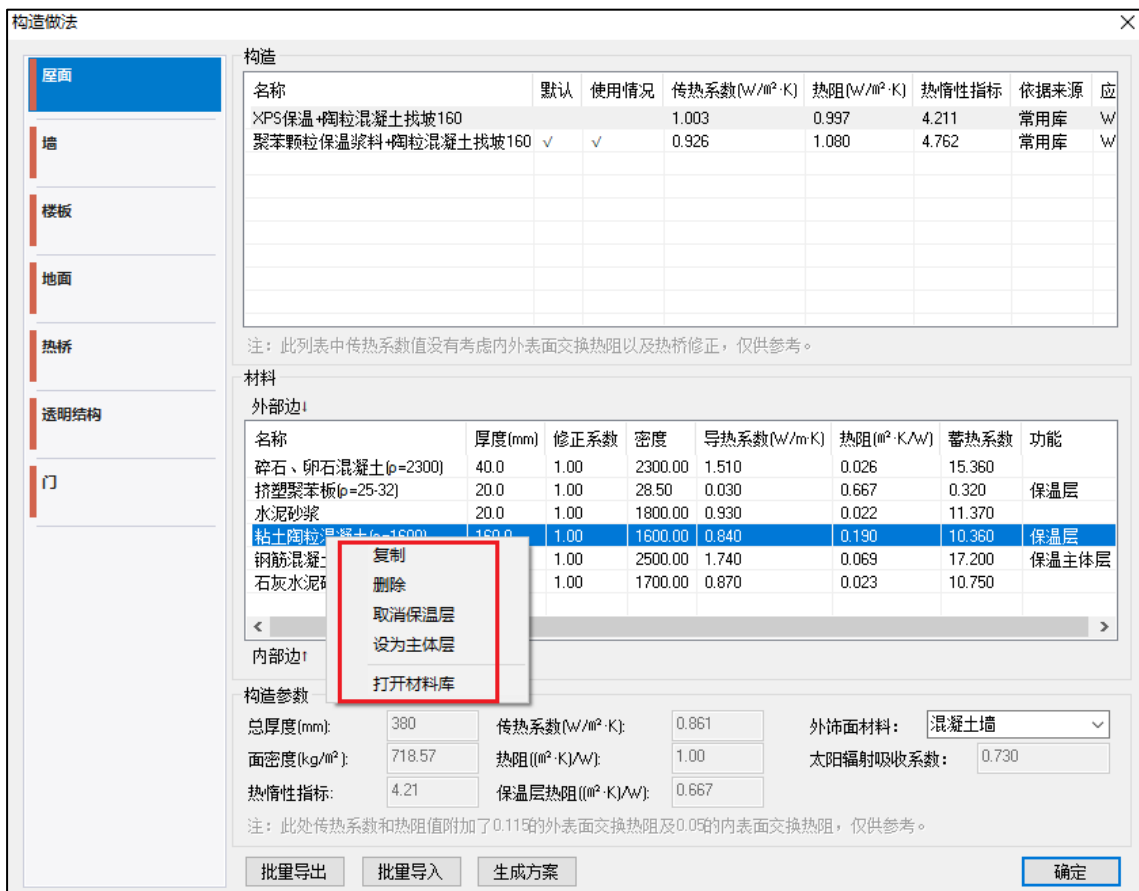 构造做法
屋面
墙
楼板
地面
热桥
透明结构
门
构造
名称 默认 使用情况 传热系数(W/m²·K) 热阻(W/m²·K) 热惰性指标 依据来源 应
XPS保温+陶粒混凝土找坡160 1.003 0.997 4.211 常用库 W
聚苯颗粒保温浆料+陶粒混凝土找坡160 √ √ 0.926 1.080 4.762 常用库 W
注：此列表中传热系数值没有考虑内外表面交换热阻以及热桥修正，仅供参考。
材料
外部边↓
名称 厚度(mm) 修正系数 密度 导热系数(W/m·K) 热阻(m²·K/W) 蓄热系数 功能
碎石、卵石混凝土(ρ=2300) 40.0 1.00 2300.00 1.510 0.026 15.360
挤塑聚苯板(ρ=25-32) 20.0 1.00 28.50 0.030 0.667 0.320 保温层
水泥砂浆 20.0 1.00 1800.00 0.930 0.022 11.370
粘土陶粒混凝土(ρ=1600) 160.0 1.00 1600.00 0.840 0.190 10.360 保温层
钢筋混凝 1.00 2500.00 1.740 0.069 17.200 保温主体层
石灰水泥 1.00 1700.00 0.870 0.023 10.750
复制
删除
取消保温层
设为主体层
打开材料库
内部边↑
构造参数
总厚度(mm): 380 传热系数(W/m²·K): 0.861 外饰面材料： 混凝土墙
面密度(kg/m²): 718.57 热阻((m²·K)/W): 1.00 太阳辐射吸收系数： 0.730
热惰性指标: 4.21 保温层热阻((m²·K)/W): 0.667
注：此处传热系数和热阻值附加了0.115的外表面交换热阻及0.05的内表面交换热阻，仅供参考。
批量导出 批量导入 生成方案 确定